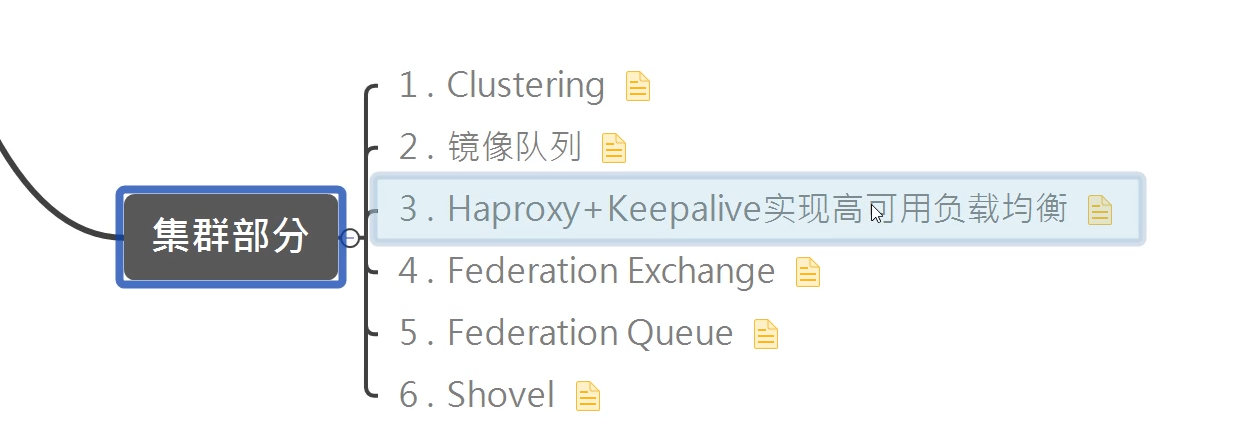 集群部分
1. Clustering
2. 镜像队列
3. Haproxy+Keepalive实现高可用负载均衡
4. Federation Exchange
5. Federation Queue
6. Shovel